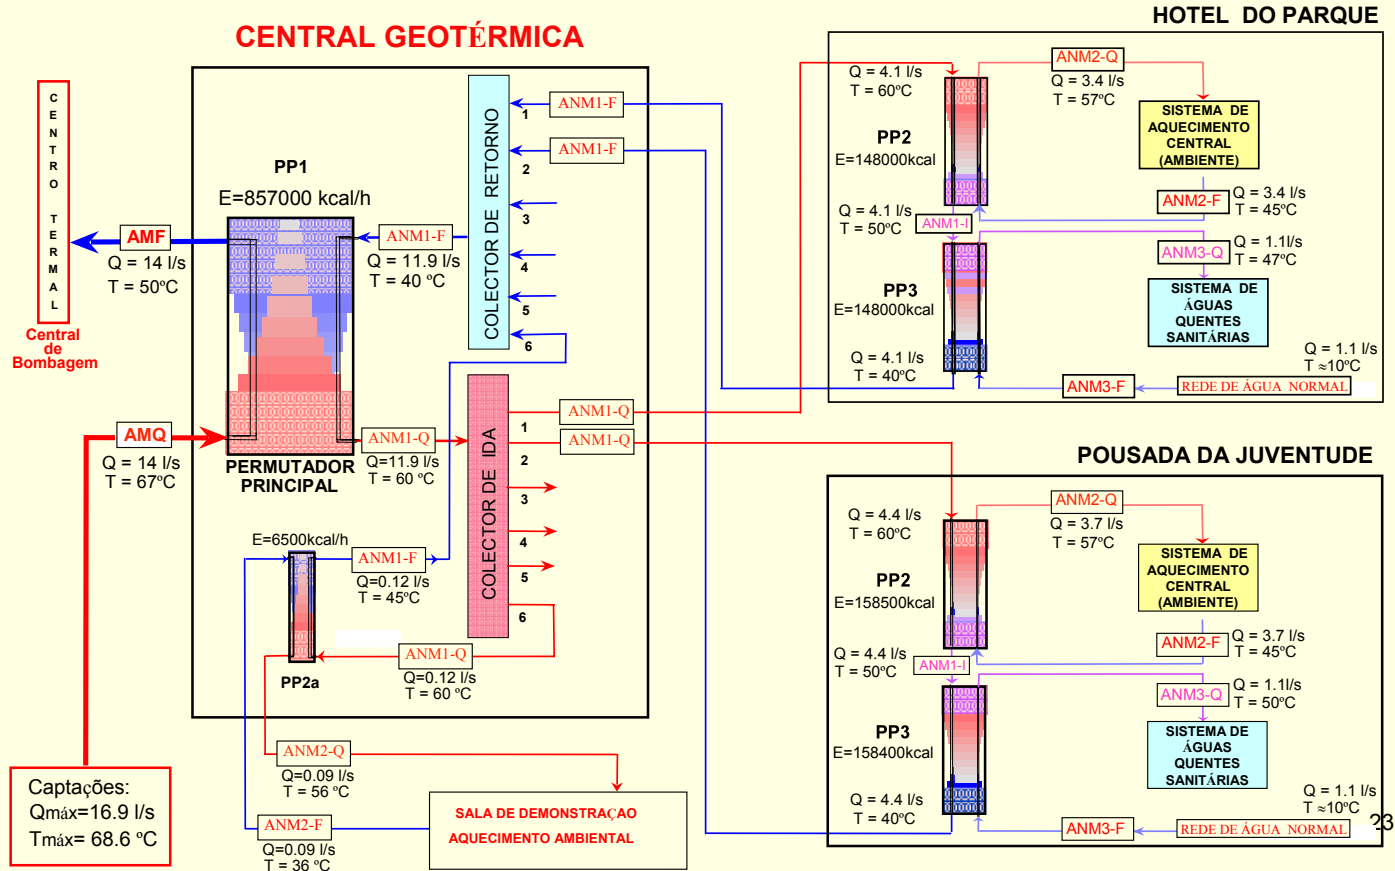 HOTEL DO PARQUE
CENTRAL GEOTÉRMICA
CENTRO TERMAL
Central
de
Bombagem
AMF
Q = 14 l/s
T = 50ºC
AMQ
Q = 14 l/s
T = 67ºC
Captações:
Qmáx=16.9 l/s
Tmáx= 68.6 ºC
PP1
E=857000 kcal/h
PERMUTADOR
PRINCIPAL
ANM1-F
Q = 11.9 l/s
T = 40 ºC
ANM1-Q
Q=11.9 l/s
T = 60 ºC
COLECTOR DE RETORNO
1
2
3
4
5
6
ANM1-F
ANM1-F
COLECTOR DE IDA
1
2
3
4
5
6
ANM1-Q
ANM1-Q
E=6500kcal/h
PP2a
ANM1-F
Q=0.12 l/s
T = 45ºC
ANM1-Q
Q=0.12 l/s
T = 60 ºC
ANM2-Q
Q=0.09 l/s
T = 56 ºC
ANM2-F
Q=0.09 l/s
T = 36 ºC
SALA DE DEMONSTRAÇAO
AQUECIMENTO AMBIENTAL
Q = 4.1 l/s
T = 60ºC
PP2
E=148000kcal
Q = 4.1 l/s
T = 50ºC
ANM1-I
PP3
E=148000kcal
Q = 4.1 l/s
T = 40ºC
ANM2-Q
Q = 3.4 l/s
T = 57ºC
SISTEMA DE
AQUECIMENTO
CENTRAL
(AMBIENTE)
ANM2-F
Q = 3.4 l/s
T = 45ºC
ANM3-Q
Q = 1.1 l/s
T = 47ºC
SISTEMA DE
ÁGUAS
QUENTES
SANITÁRIAS
Q = 1.1 l/s
T ≈10ºC
ANM3-F
REDE DE ÁGUA NORMAL
POUSADA DA JUVENTUDE
Q = 4.4 l/s
T = 60ºC
PP2
E=158500kcal
Q = 4.4 l/s
T = 50ºC
ANM1-I
PP3
E=158400kcal
Q = 4.4 l/s
T = 40ºC
ANM2-Q
Q = 3.7 l/s
T = 57ºC
SISTEMA DE
AQUECIMENTO
CENTRAL
(AMBIENTE)
ANM2-F
Q = 3.7 l/s
T = 45ºC
ANM3-Q
Q = 1.1l/s
T = 50ºC
SISTEMA DE
ÁGUAS
QUENTES
SANITÁRIAS
Q = 1.1 l/s
T ≈10ºC
ANM3-F
REDE DE ÁGUA NORMAL
23